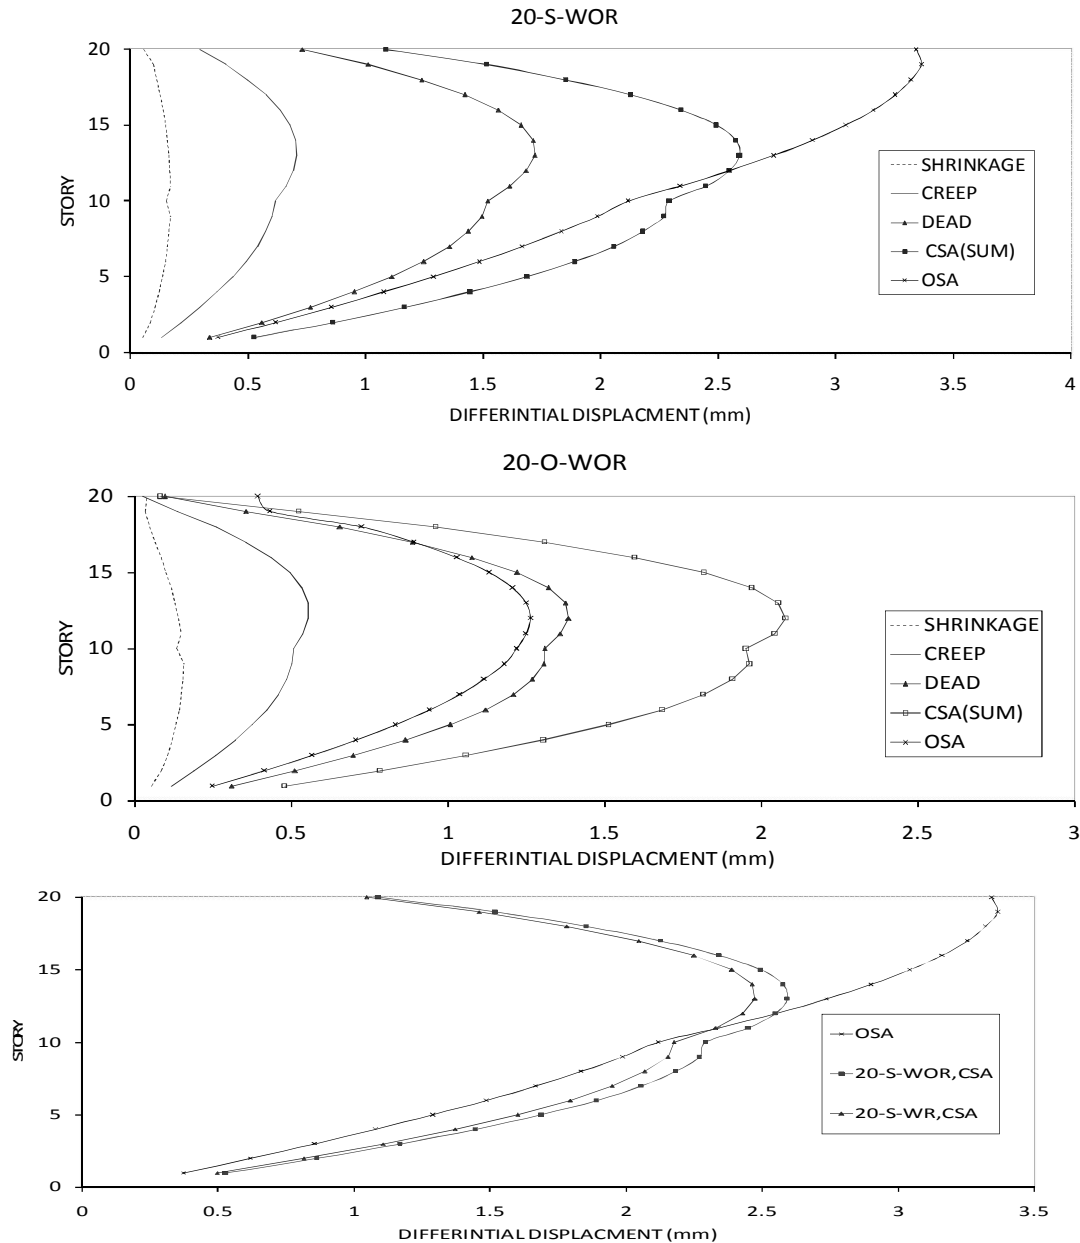 20-S-WOR
20
15
10
5
0
STORY
0 0.5 1 1.5 2 2.5 3 3.5 4
DIFFERINTIAL DISPLACMENT (mm)
SHRINKAGE
CREEP
DEAD
CSA(SUM)
OSA
20-O-WOR
20
15
10
5
0
STORY
0 0.5 1 1.5 2 2.5 3
DIFFERINTIAL DISPLACMENT (mm)
SHRINKAGE
CREEP
DEAD
CSA(SUM)
OSA
20
15
10
5
0
STORY
0 0.5 1 1.5 2 2.5 3 3.5
DIFFERINTIAL DISPLACMENT (mm)
OSA
20-S-WOR,CSA
20-S-WR,CSA